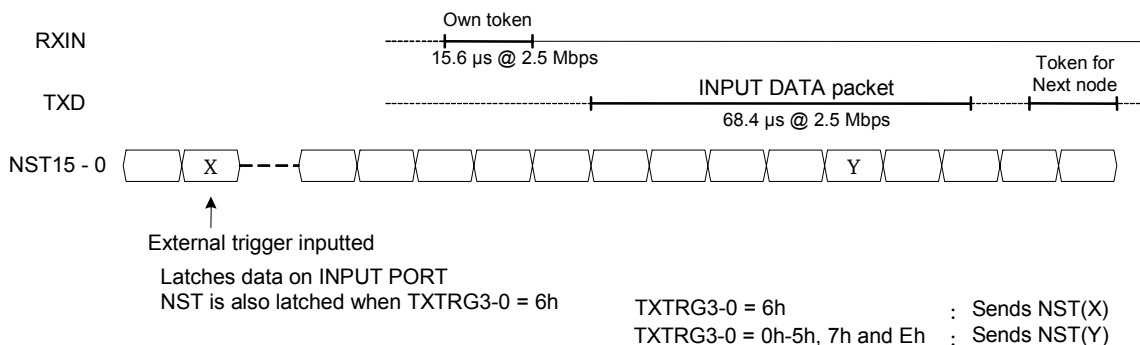 Own token
RXIN
15.6 µs @ 2.5 Mbps
Token for
Next node
INPUT DATA packet
TXD
68.4 µs @ 2.5 Mbps
NST15 - 0
X
Y
External trigger inputted
Latches data on INPUT PORT
NST is also latched when TXTRG3-0 = 6h
TXTRG3-0 = 6h : Sends NST(X)
TXTRG3-0 = 0h-5h, 7h and Eh : Sends NST(Y)